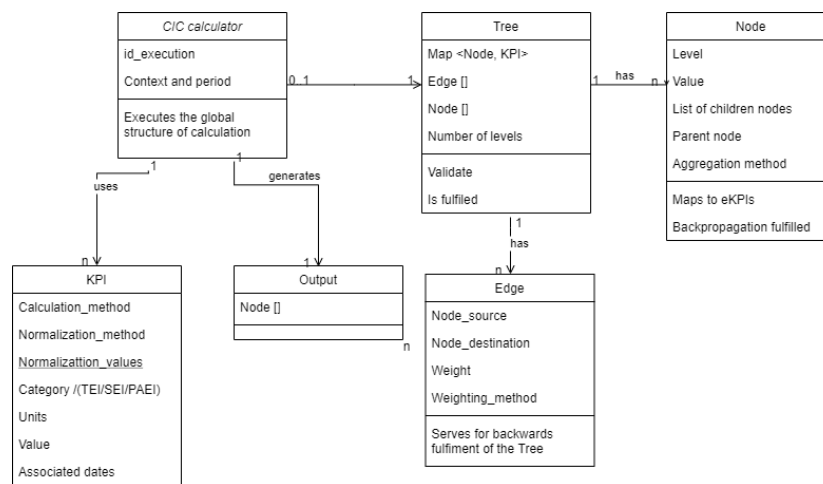 CIC calculator
id_execution
Context and period
Executes the global
structure of calculation
0..1
1
Tree
Map <Node, KPI>
Edge []
Node []
Number of levels
Validate
Is fulfiled
1
has
n
Node
Level
Value
List of children nodes
Parent node
Aggregation method
Maps to eKPIs
Backpropagation fulfilled
1
uses
n
1
generates
1
1
has
n
KPI
Calculation_method
Normalization_method
Normalizattion_values
Category /(TEI/SEI/PAEI)
Units
Value
Associated dates
Output
Node []
n
Edge
Node_source
Node_destination
Weight
Weighting_method
Serves for backwards
fulfiment of the Tree